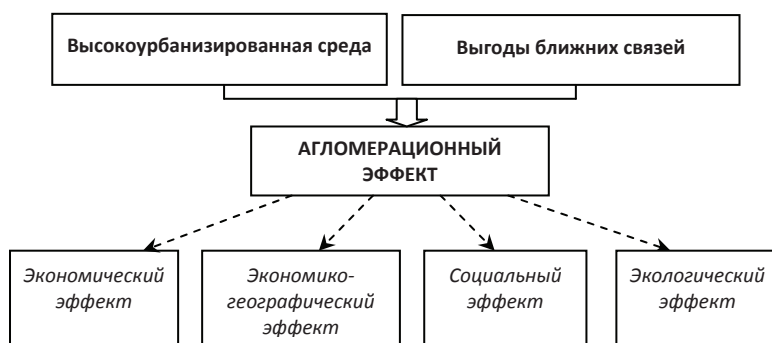 Высокоурбанизированная среда
Выгоды ближних связей
АГЛОМЕРАЦИОННЫЙ
ЭФФЕКТ
Экономический
эффект
Экономико-
географический
эффект
Социальный
эффект
Экологический
эффект